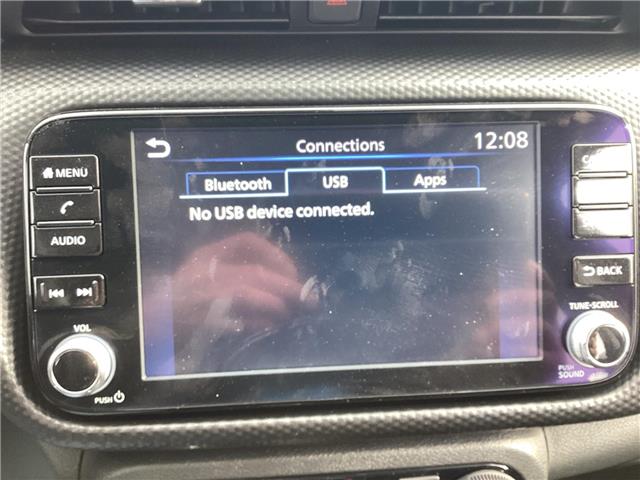 Connections 12:08
Bluetooth USB Apps
No USB device connected.
MENU
AUDIO
VOL
PUSH
BACK
TUNE·SCROLL
PUSH
SOUND